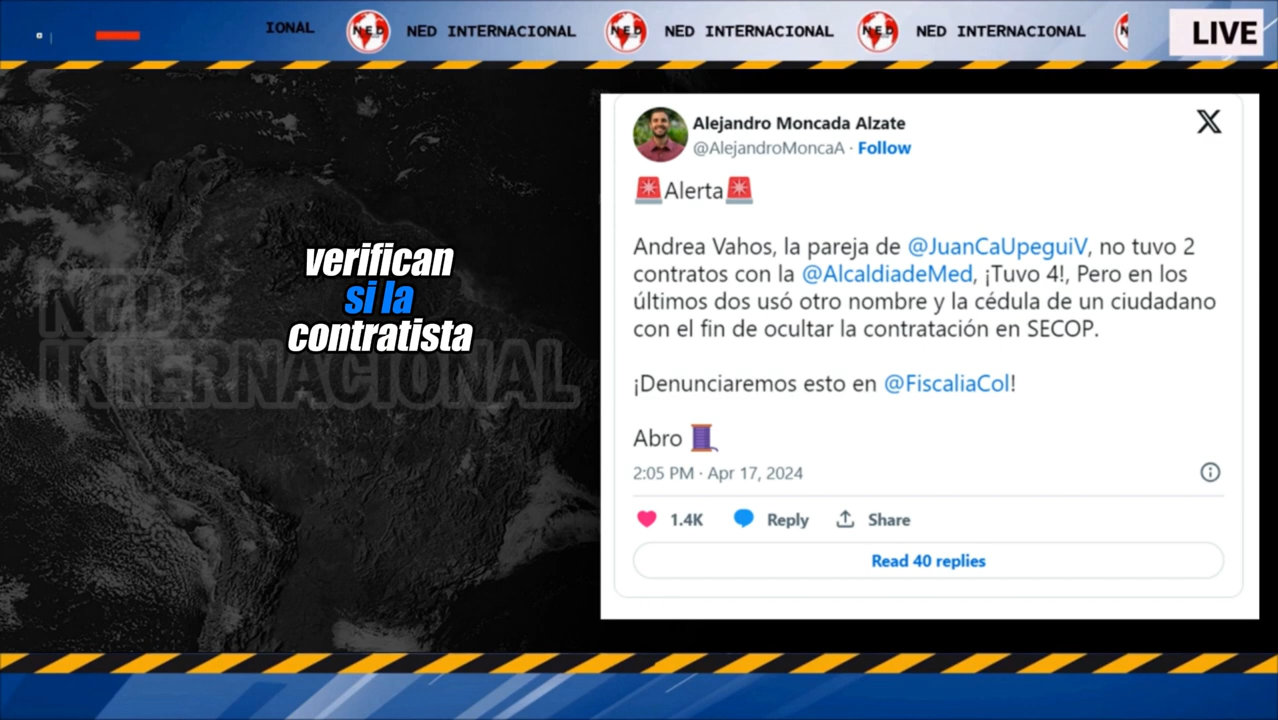 IONAL
NED
NED INTERNACIONAL
NED
NED INTERNACIONAL
NED
NED INTERNACIONAL
LIVE
verifican
si la
contratista
NED
INTERNACIONAL
Alejandro Moncada Alzate
@AlejandroMoncaA · Follow
🚨Alerta🚨
Andrea Vahos, la pareja de @JuanCaUpeguiV, no tuvo 2
contratos con la @AlcaldiadeMed, ¡Tuvo 4!, Pero en los
últimos dos usó otro nombre y la cédula de un ciudadano
con el fin de ocultar la contratación en SECOP.
¡Denunciaremos esto en @FiscaliaCol!
Abro 🧵
2:05 PM · Apr 17, 2024
1.4K
Reply
Share
Read 40 replies